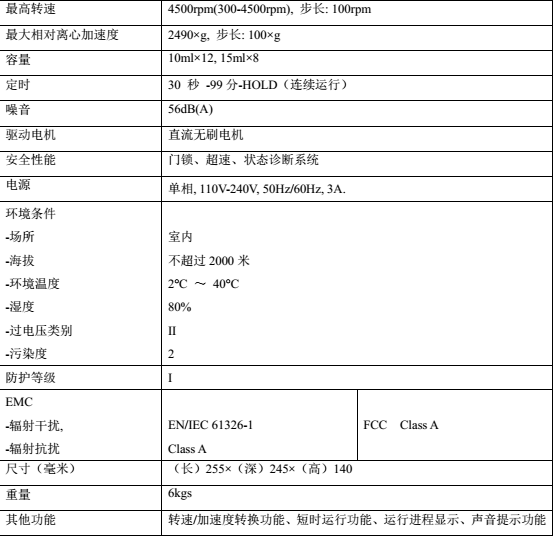 最高转速 4500rpm(300-4500rpm), 步长: 100rpm
最大相对离心加速度 2490×g, 步长: 100×g
容量 10ml×12, 15ml×8
定时 30 秒 -99 分-HOLD（连续运行）
噪音 56dB(A)
驱动电机 直流无刷电机
安全性能 门锁、超速、状态诊断系统
电源 单相, 110V-240V, 50Hz/60Hz, 3A.
环境条件
-场所 室内
-海拔 不超过 2000 米
-环境温度 2℃ ～ 40℃
-湿度 80%
-过电压类别 II
-污染度 2
防护等级 I
EMC
-辐射干扰, EN/IEC 61326-1 FCC Class A
-辐射抗扰 Class A
尺寸（毫米） （长）255×（深）245×（高）140
重量 6kgs
其他功能 转速/加速度转换功能、短时运行功能、运行进程显示、声音提示功能